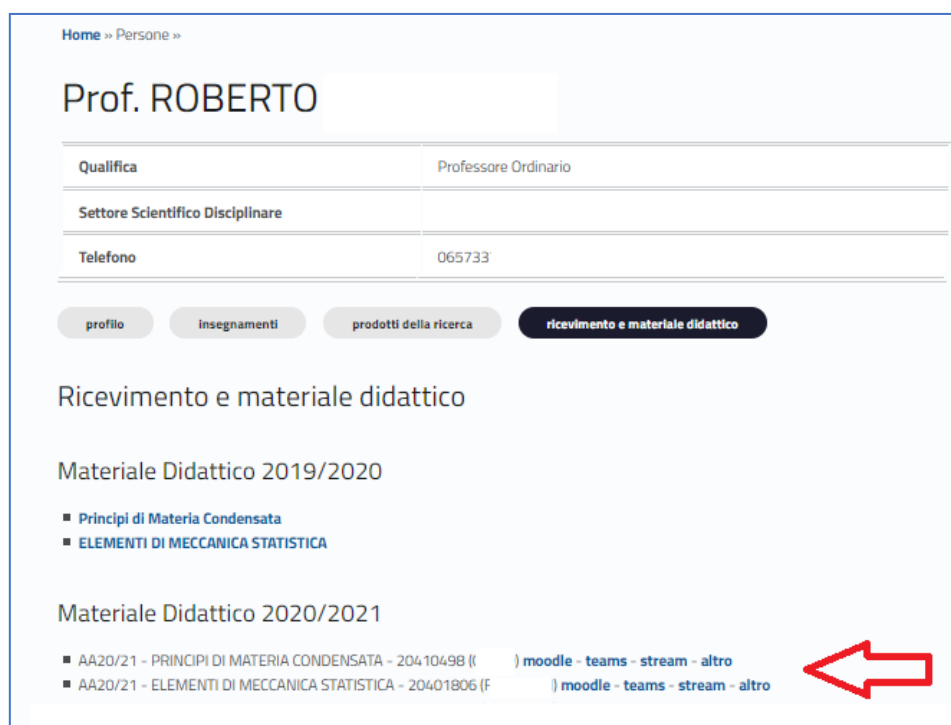 Home » Persone »
Prof. ROBERTO
Qualifica Professore Ordinario
Settore Scientifico Disciplinare
Telefono 065733
profilo insegnamenti prodotti della ricerca ricevimento e materiale didattico
Ricevimento e materiale didattico
Materiale Didattico 2019/2020
Principi di Materia Condensata
ELEMENTI DI MECCANICA STATISTICA
Materiale Didattico 2020/2021
AA20/21 - PRINCIPI DI MATERIA CONDENSATA - 20410498 ( ) moodle - teams - stream - altro
AA20/21 - ELEMENTI DI MECCANICA STATISTICA - 20401806 (F ) moodle - teams - stream - altro